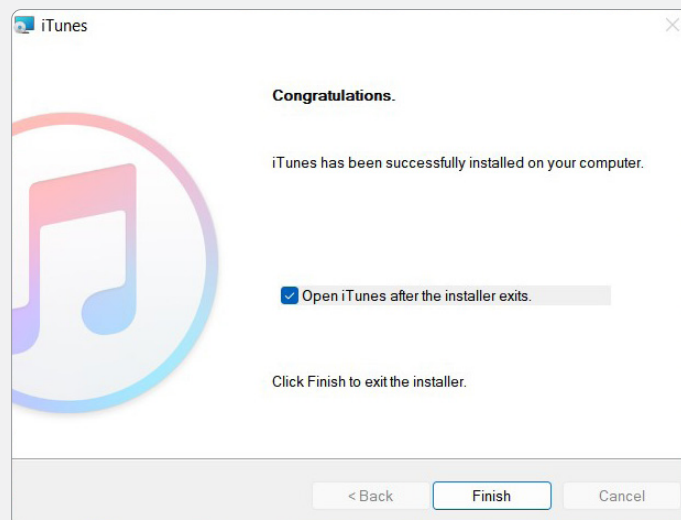 iTunes
Congratulations.
iTunes has been successfully installed on your computer.
Open iTunes after the installer exits.
Click Finish to exit the installer.
< Back Finish Cancel